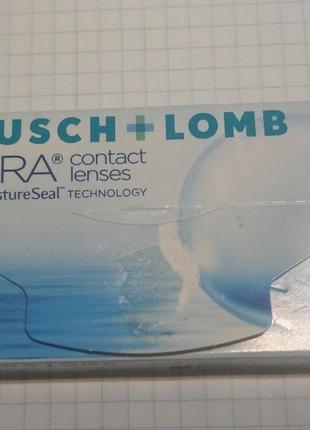 USCH + LOMB
RA® contact
lenses
stureSeal™ TECHNOLOGY